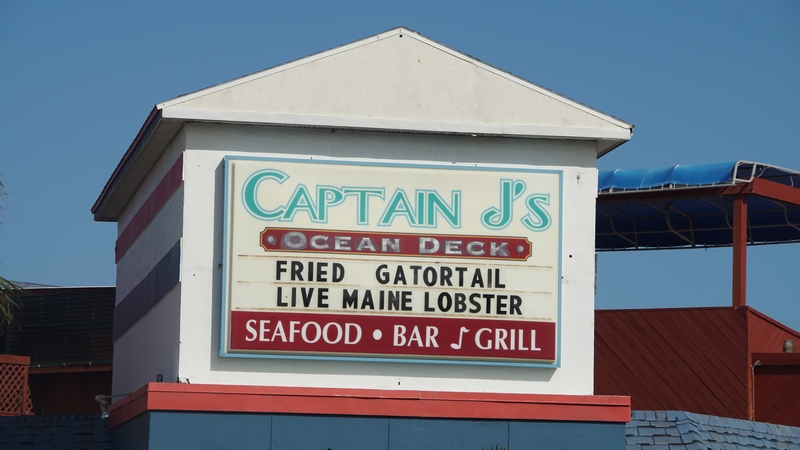 CAPTAIN J's
OCEAN DECK
FRIED GATORTAIL
LIVE MAINE LOBSTER
SEAFOOD • BAR ♪ GRILL